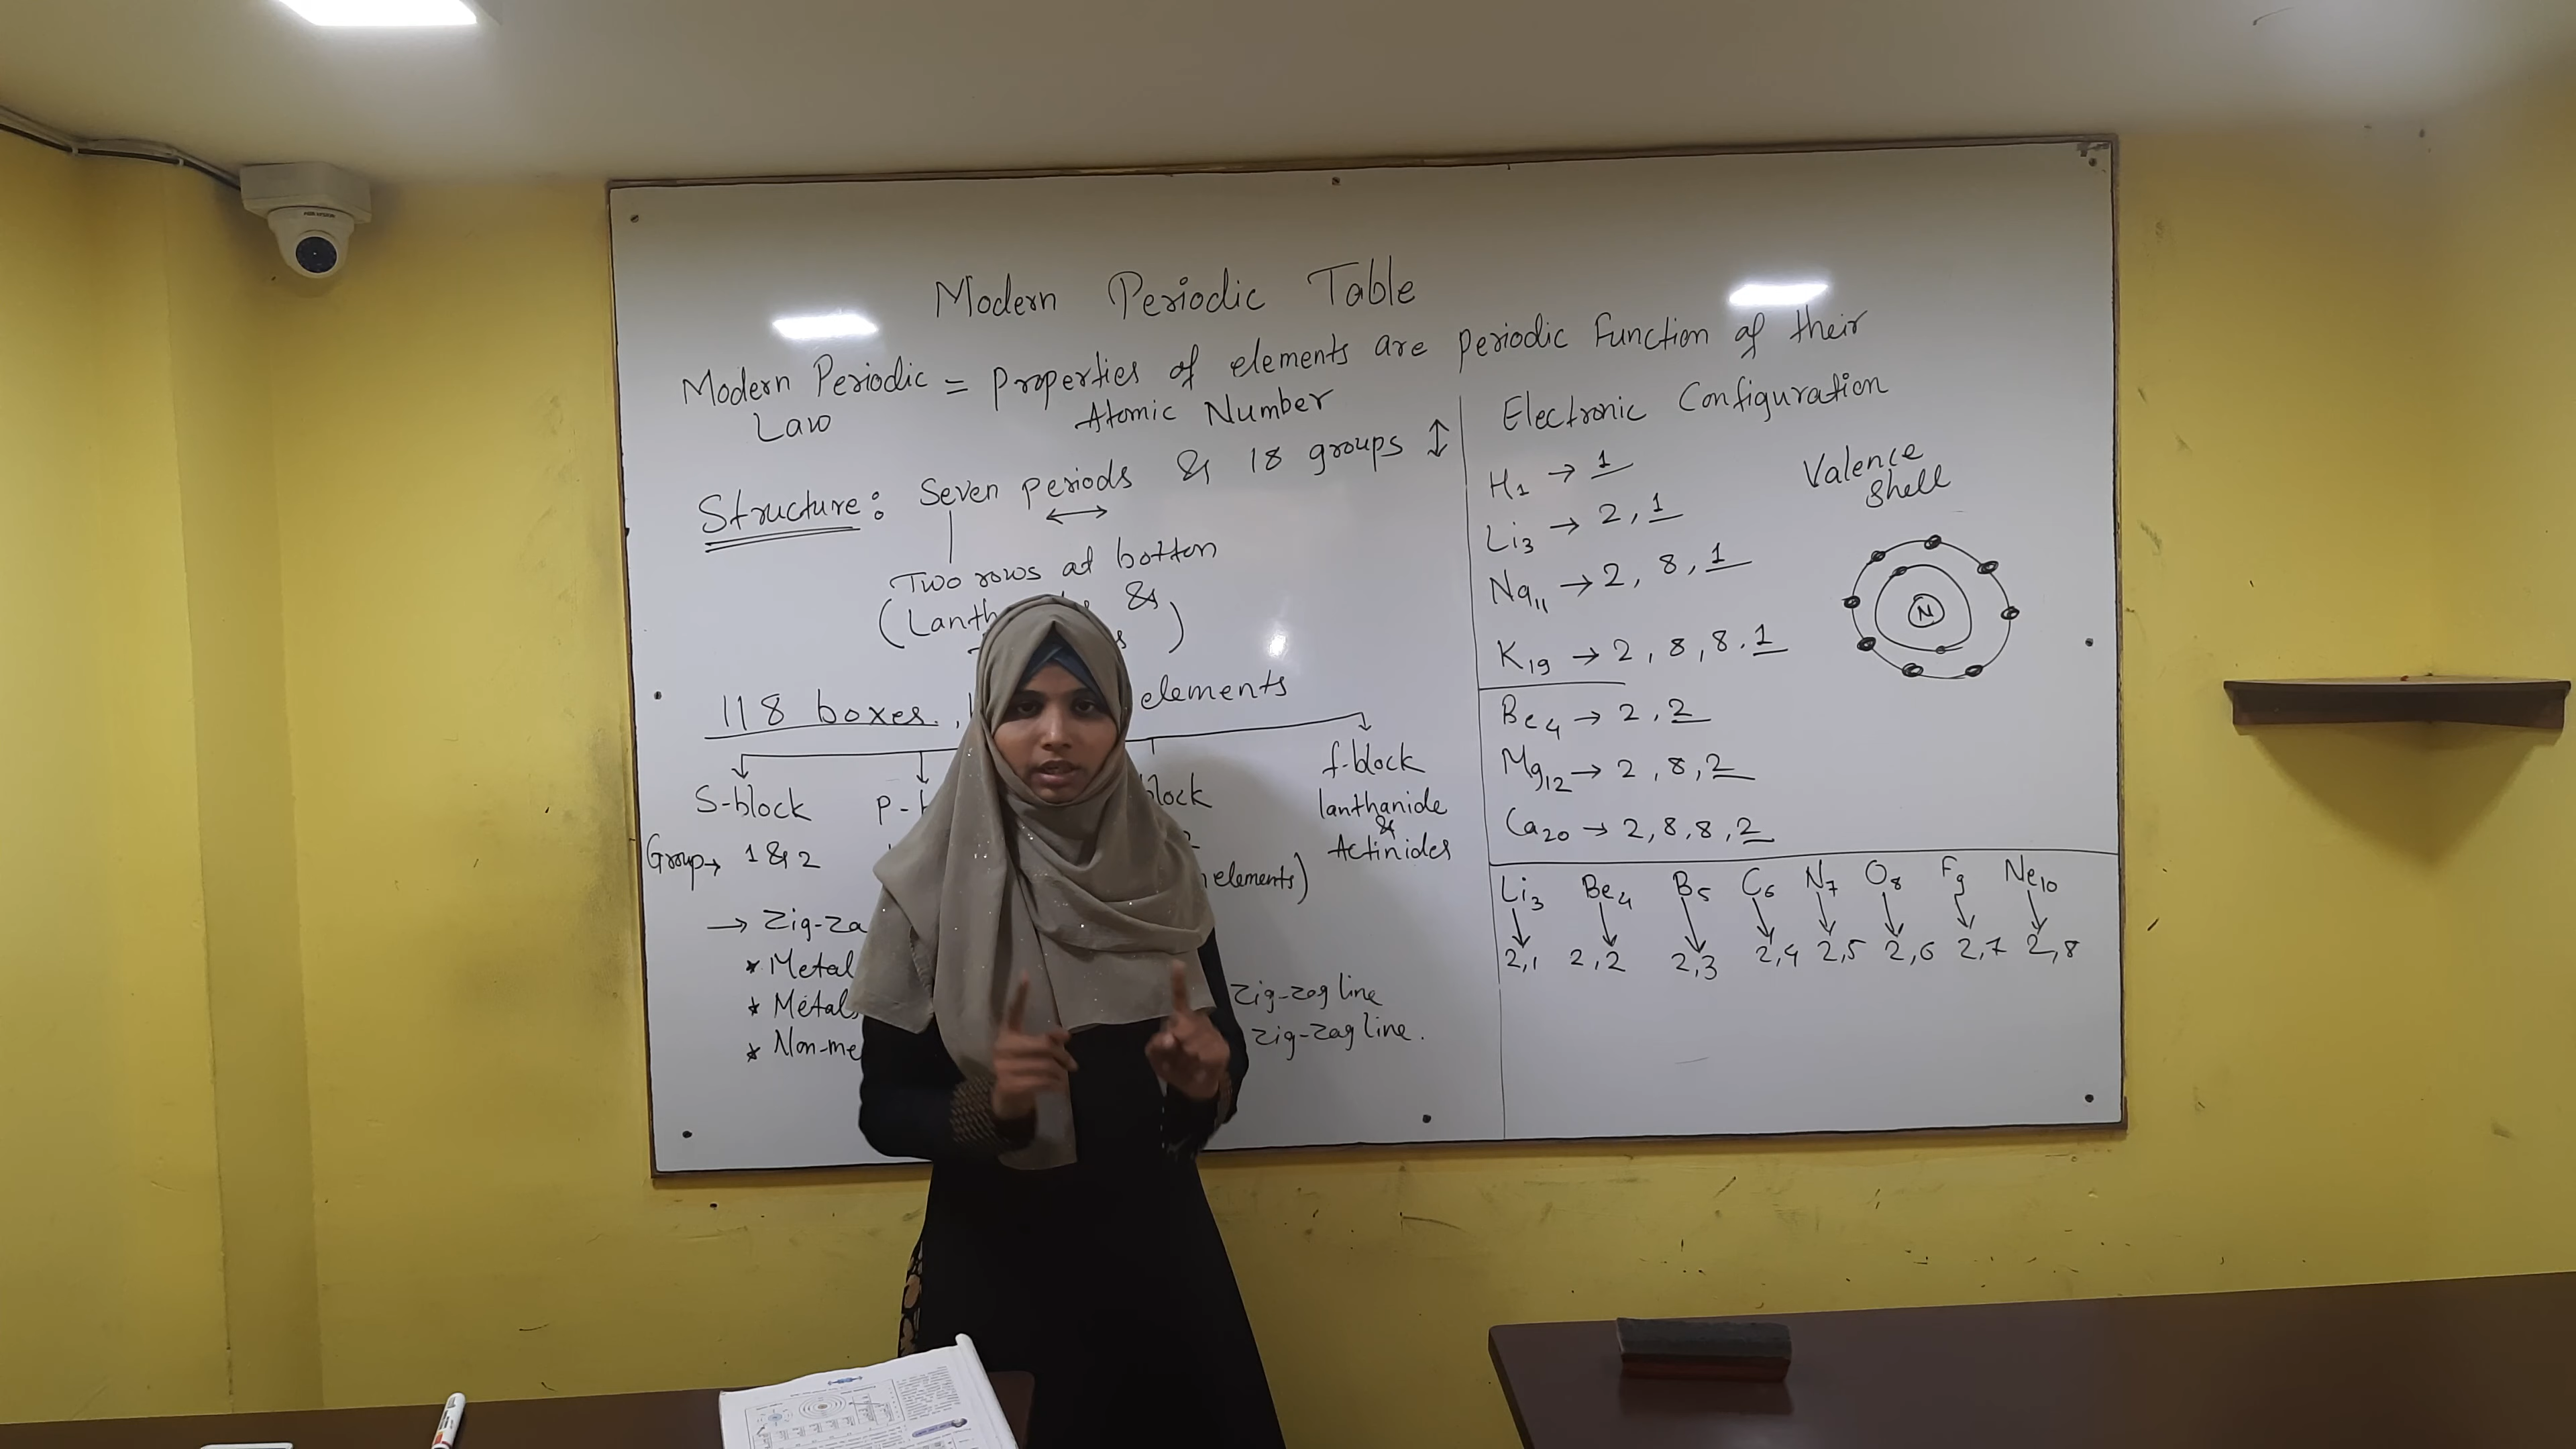 Modern Periodic Table
Modern Periodic = Properties of elements are periodic Function of their
Law Atomic Number
Structure: Seven periods & 18 groups
Two rows at bottom
(Lanth &
s)
118 boxes, elements
S-block
P-
block
f-block
lanthanide
&
Actinides
Group → 1 & 2
elements)
→ Zig-za
* Metal
* Metal
* Non-me
Zig-zag line
Zig-zag line.
Electronic Configuration
H1 → 1
Li3 → 2, 1
Na11 → 2, 8, 1
K19 → 2, 8, 8, 1
Be4 → 2, 2
Mg12 → 2, 8, 2
Ca20 → 2, 8, 8, 2
Valence
Shell
N
Li3 Be4 B5 C6 N7 O8 F9 Ne10
2,1 2,2 2,3 2,4 2,5 2,6 2,7 2,8
HIKVISION